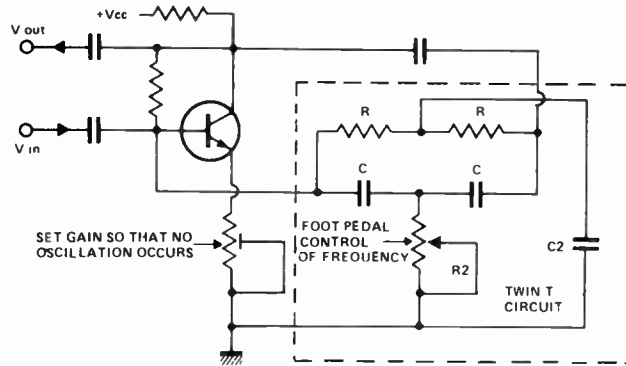 +Vcc
V out
R
R
V in
C
C
SET GAIN SO THAT NO
OSCILLATION OCCURS
FOOT PEDAL
CONTROL
OF FREQUENCY
R2
C2
TWIN T
CIRCUIT